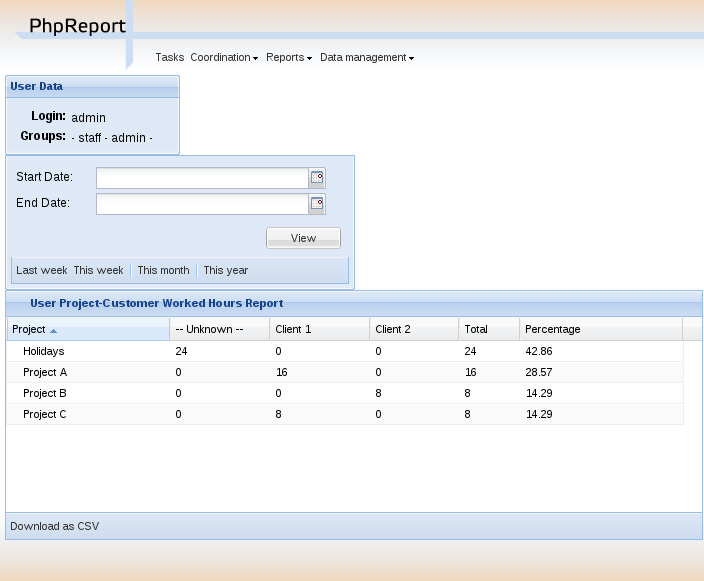 PhpReport
Tasks Coordination Reports Data management
User Data
Login: admin
Groups: - staff - admin -
Start Date:
End Date:
View
Last week This week This month This year
User Project-Customer Worked Hours Report
Project -- Unknown -- Client 1 Client 2 Total Percentage
Holidays 24 0 0 24 42.86
Project A 0 16 0 16 28.57
Project B 0 0 8 8 14.29
Project C 0 8 0 8 14.29
Download as CSV